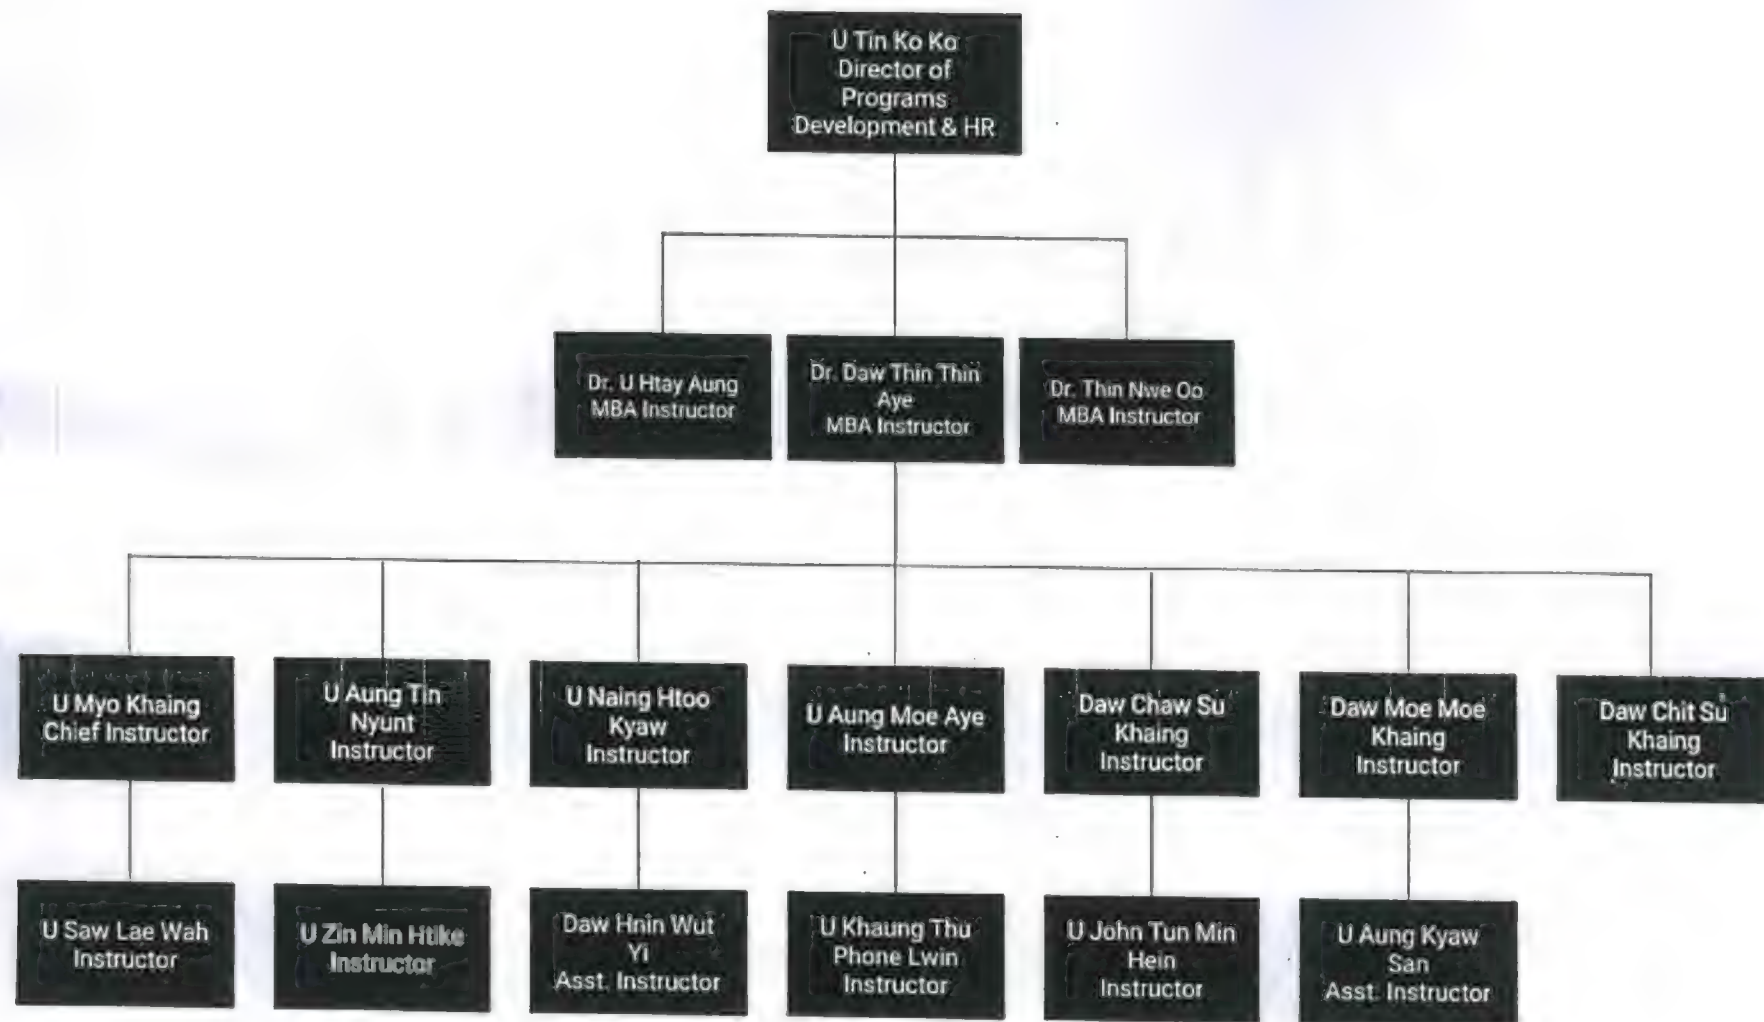 U Tin Ko Ko
Director of
Programs
Development & HR
Dr. U Htay Aung
MBA Instructor
Dr. Daw Thin Thin
Aye
MBA Instructor
Dr. Thin Nwe Oo
MBA Instructor
U Myo Khaing
Chief Instructor
U Aung Tin
Nyunt
Instructor
U Naing Htoo
Kyaw
Instructor
U Aung Moe Aye
Instructor
Daw Chaw Su
Khaing
Instructor
Daw Moe Moe
Khaing
Instructor
Daw Chit Su
Khaing
Instructor
U Saw Lae Wah
Instructor
U Zin Min Htike
Instructor
Daw Hnin Wut
Yi
Asst. Instructor
U Khaung Thu
Phone Lwin
Instructor
U John Tun Min
Hein
Instructor
U Aung Kyaw
San
Asst. Instructor